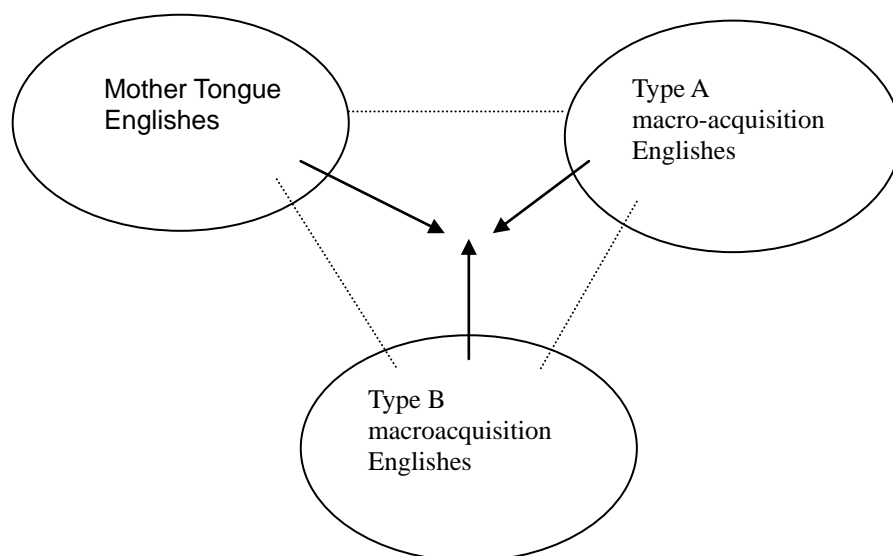 Mother Tongue
Englishes
Type A
macro-acquisition
Englishes
Type B
macroacquisition
Englishes